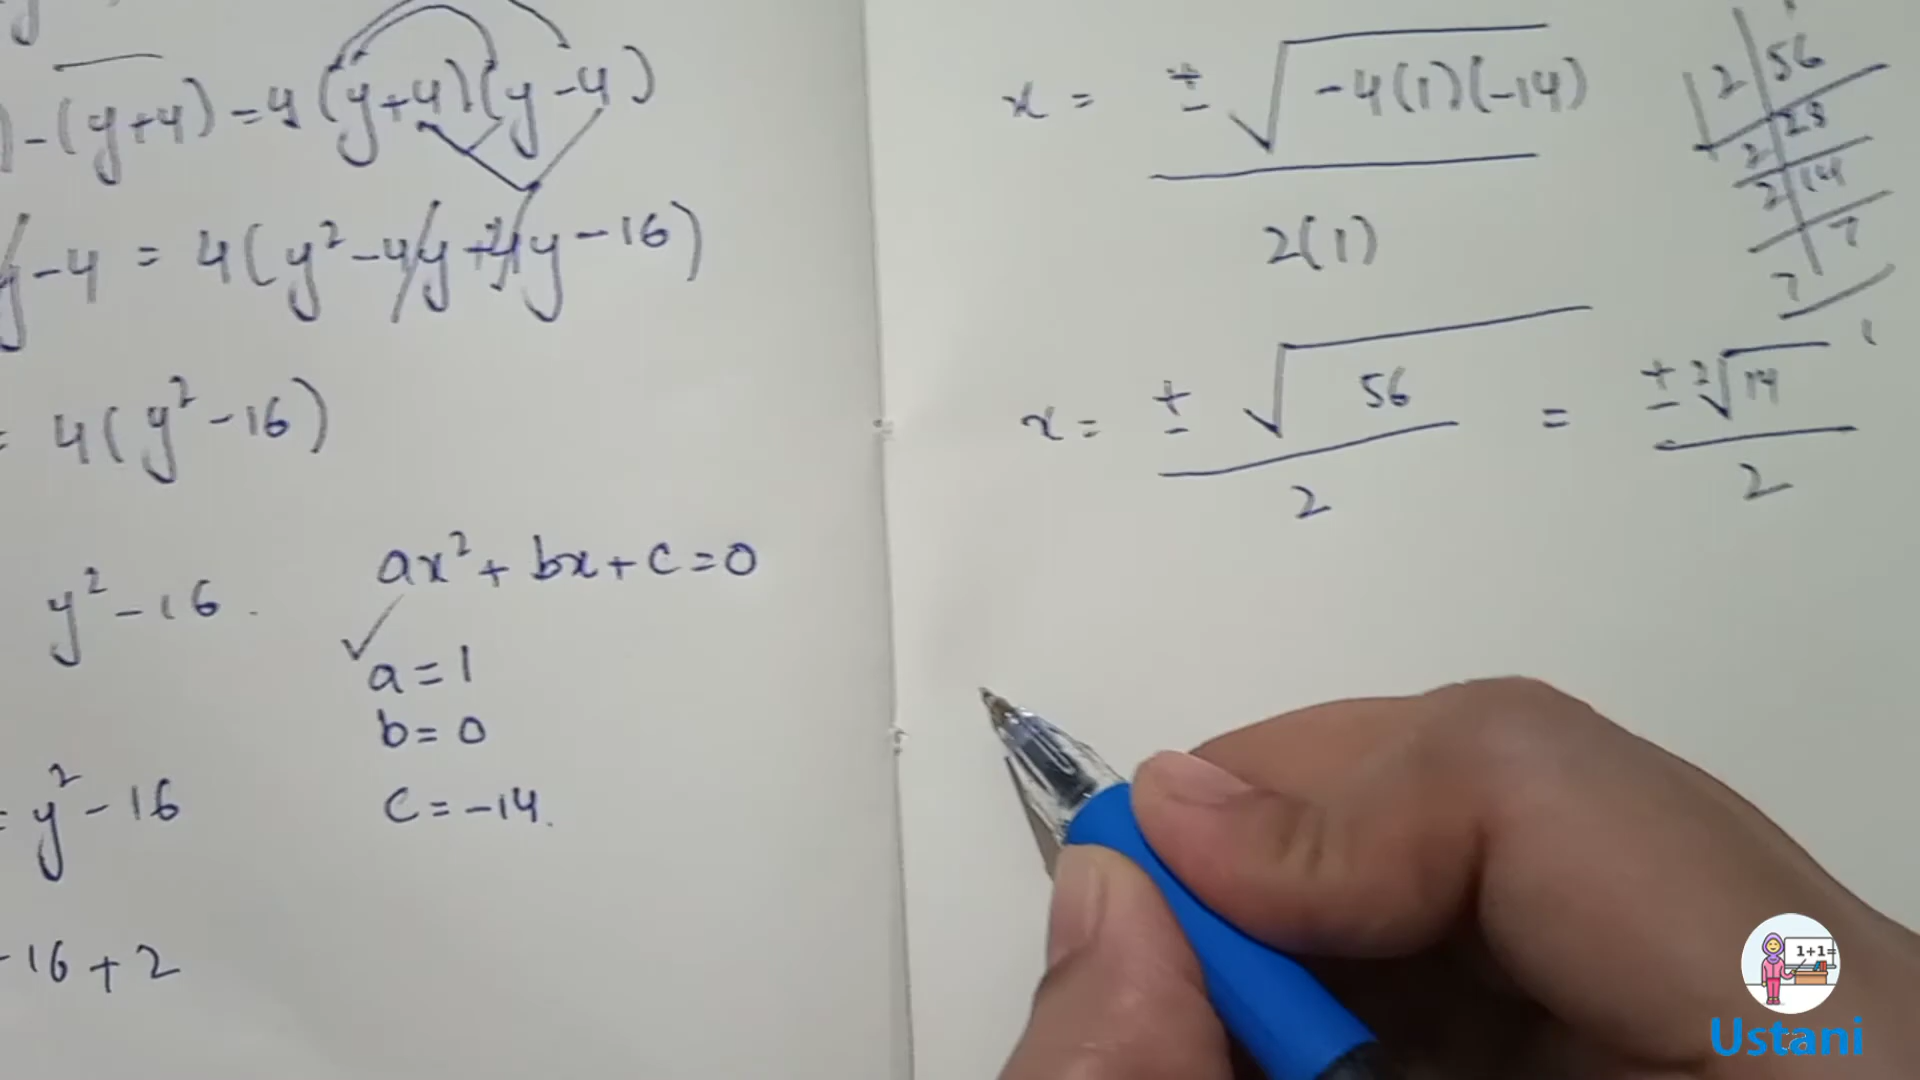 ) - (y+4) = 4 (y+4)(y-4)
y - 4 = 4(y² - 4y + 4y - 16)
= 4(y² - 16)
y² - 16 .
ax² + bx + c = 0
a = 1
b = 0
c = -14.
= y² - 16
- 16 + 2
x = ± √-4(1)(-14)
2(1)
x = ± √56 = ± 2√14
2 2
2 56
2 28
2 14
7 7
1
1+1=
Ustani